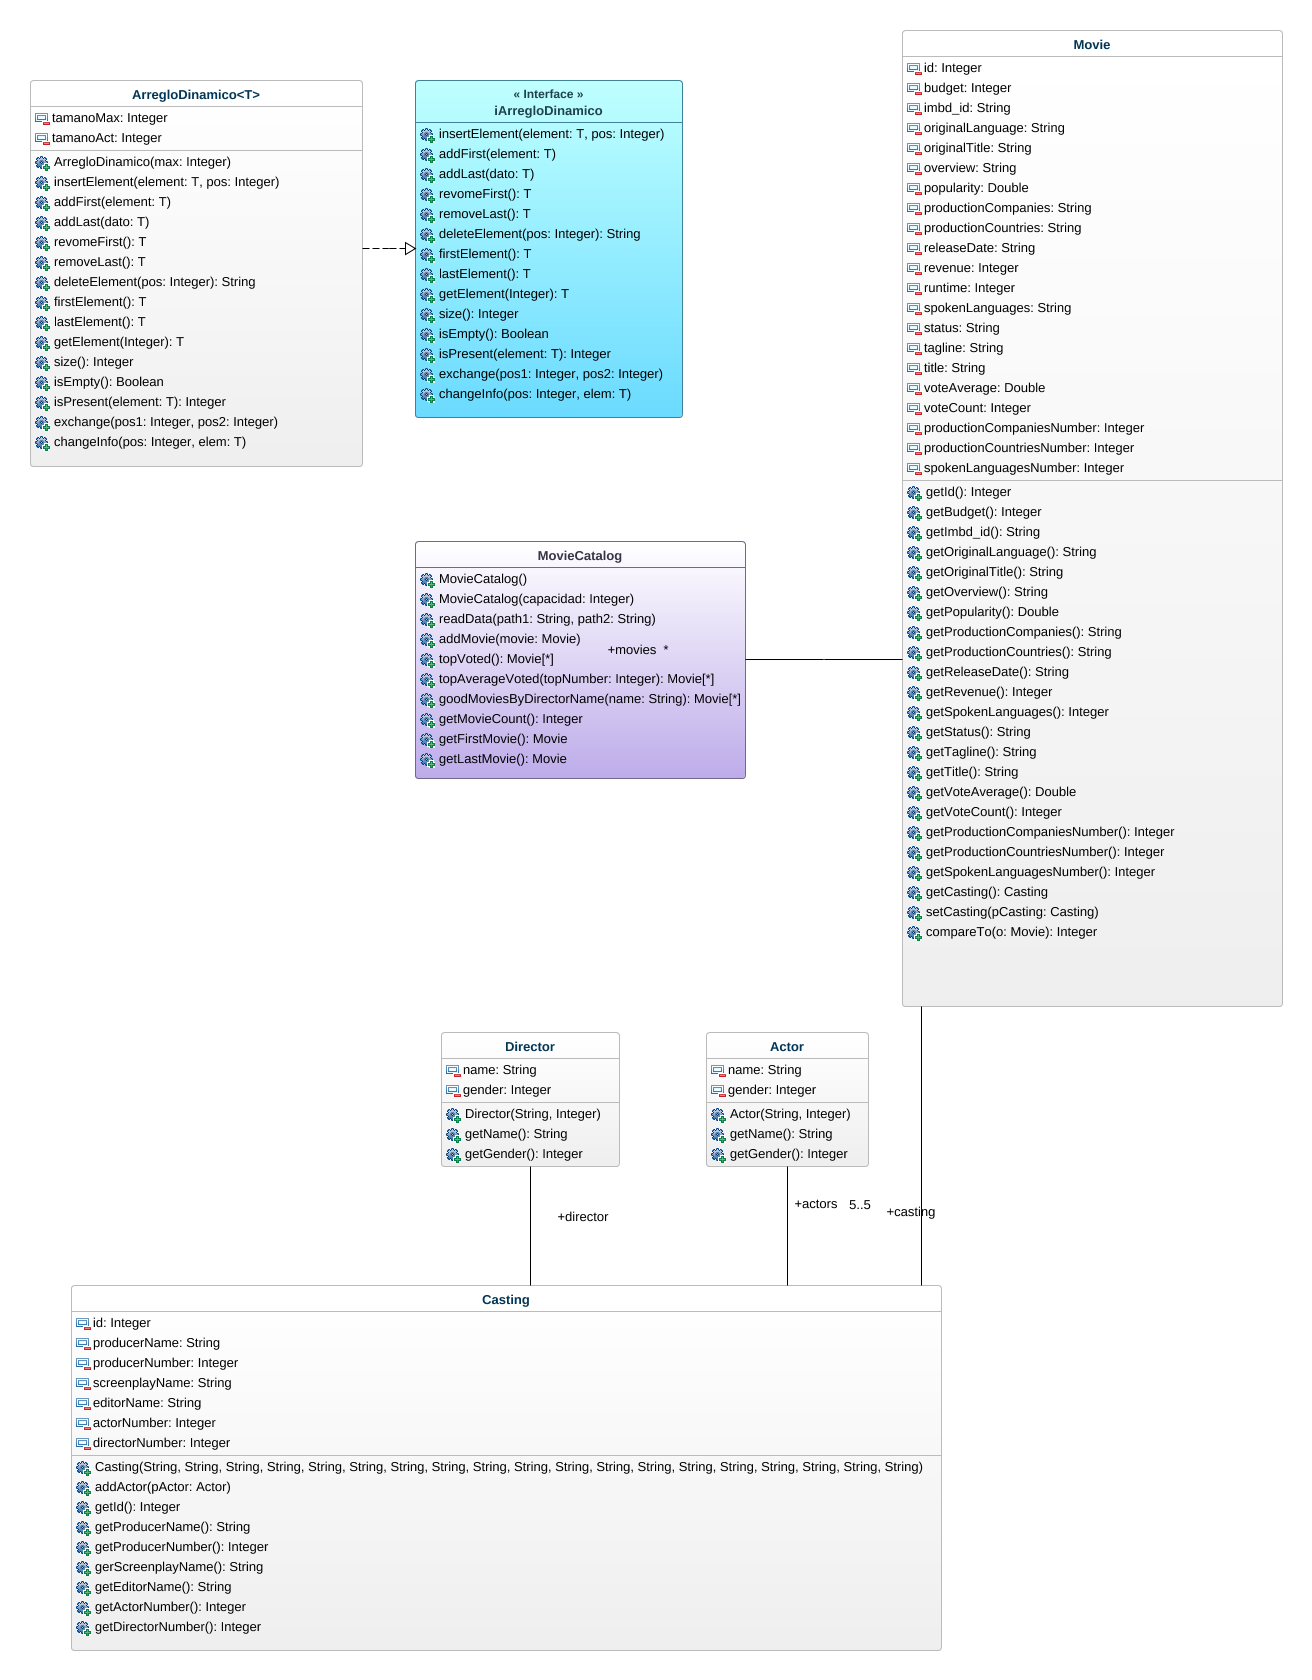 ArregloDinamico<T>
tamanoMax: Integer
tamanoAct: Integer
ArregloDinamico(max: Integer)
insertElement(element: T, pos: Integer)
addFirst(element: T)
addLast(dato: T)
revomeFirst(): T
removeLast(): T
deleteElement(pos: Integer): String
firstElement(): T
lastElement(): T
getElement(Integer): T
size(): Integer
isEmpty(): Boolean
isPresent(element: T): Integer
exchange(pos1: Integer, pos2: Integer)
changeInfo(pos: Integer, elem: T)
« Interface »
iArregloDinamico
insertElement(element: T, pos: Integer)
addFirst(element: T)
addLast(dato: T)
revomeFirst(): T
removeLast(): T
deleteElement(pos: Integer): String
firstElement(): T
lastElement(): T
getElement(Integer): T
size(): Integer
isEmpty(): Boolean
isPresent(element: T): Integer
exchange(pos1: Integer, pos2: Integer)
changeInfo(pos: Integer, elem: T)
Movie
id: Integer
budget: Integer
imbd_id: String
originalLanguage: String
originalTitle: String
overview: String
popularity: Double
productionCompanies: String
productionCountries: String
releaseDate: String
revenue: Integer
runtime: Integer
spokenLanguages: String
status: String
tagline: String
title: String
voteAverage: Double
voteCount: Integer
productionCompaniesNumber: Integer
productionCountriesNumber: Integer
spokenLanguagesNumber: Integer
getId(): Integer
getBudget(): Integer
getImbd_id(): String
getOriginalLanguage(): String
getOriginalTitle(): String
getOverview(): String
getPopularity(): Double
getProductionCompanies(): String
getProductionCountries(): String
getReleaseDate(): String
getRevenue(): Integer
getSpokenLanguages(): Integer
getStatus(): String
getTagline(): String
getTitle(): String
getVoteAverage(): Double
getVoteCount(): Integer
getProductionCompaniesNumber(): Integer
getProductionCountriesNumber(): Integer
getSpokenLanguagesNumber(): Integer
getCasting(): Casting
setCasting(pCasting: Casting)
compareTo(o: Movie): Integer
MovieCatalog
MovieCatalog()
MovieCatalog(capacidad: Integer)
readData(path1: String, path2: String)
addMovie(movie: Movie)
+movies *
topVoted(): Movie[*]
topAverageVoted(topNumber: Integer): Movie[*]
goodMoviesByDirectorName(name: String): Movie[*]
getMovieCount(): Integer
getFirstMovie(): Movie
getLastMovie(): Movie
Director
name: String
gender: Integer
Director(String, Integer)
getName(): String
getGender(): Integer
Actor
name: String
gender: Integer
Actor(String, Integer)
getName(): String
getGender(): Integer
+director
+actors 5..5
+casting
Casting
id: Integer
producerName: String
producerNumber: Integer
screenplayName: String
editorName: String
actorNumber: Integer
directorNumber: Integer
Casting(String, String, String, String, String, String, String, String, String, String, String, String, String, String, String, String, String, String, String)
addActor(pActor: Actor)
getId(): Integer
getProducerName(): String
getProducerNumber(): Integer
gerScreenplayName(): String
getEditorName(): String
getActorNumber(): Integer
getDirectorNumber(): Integer